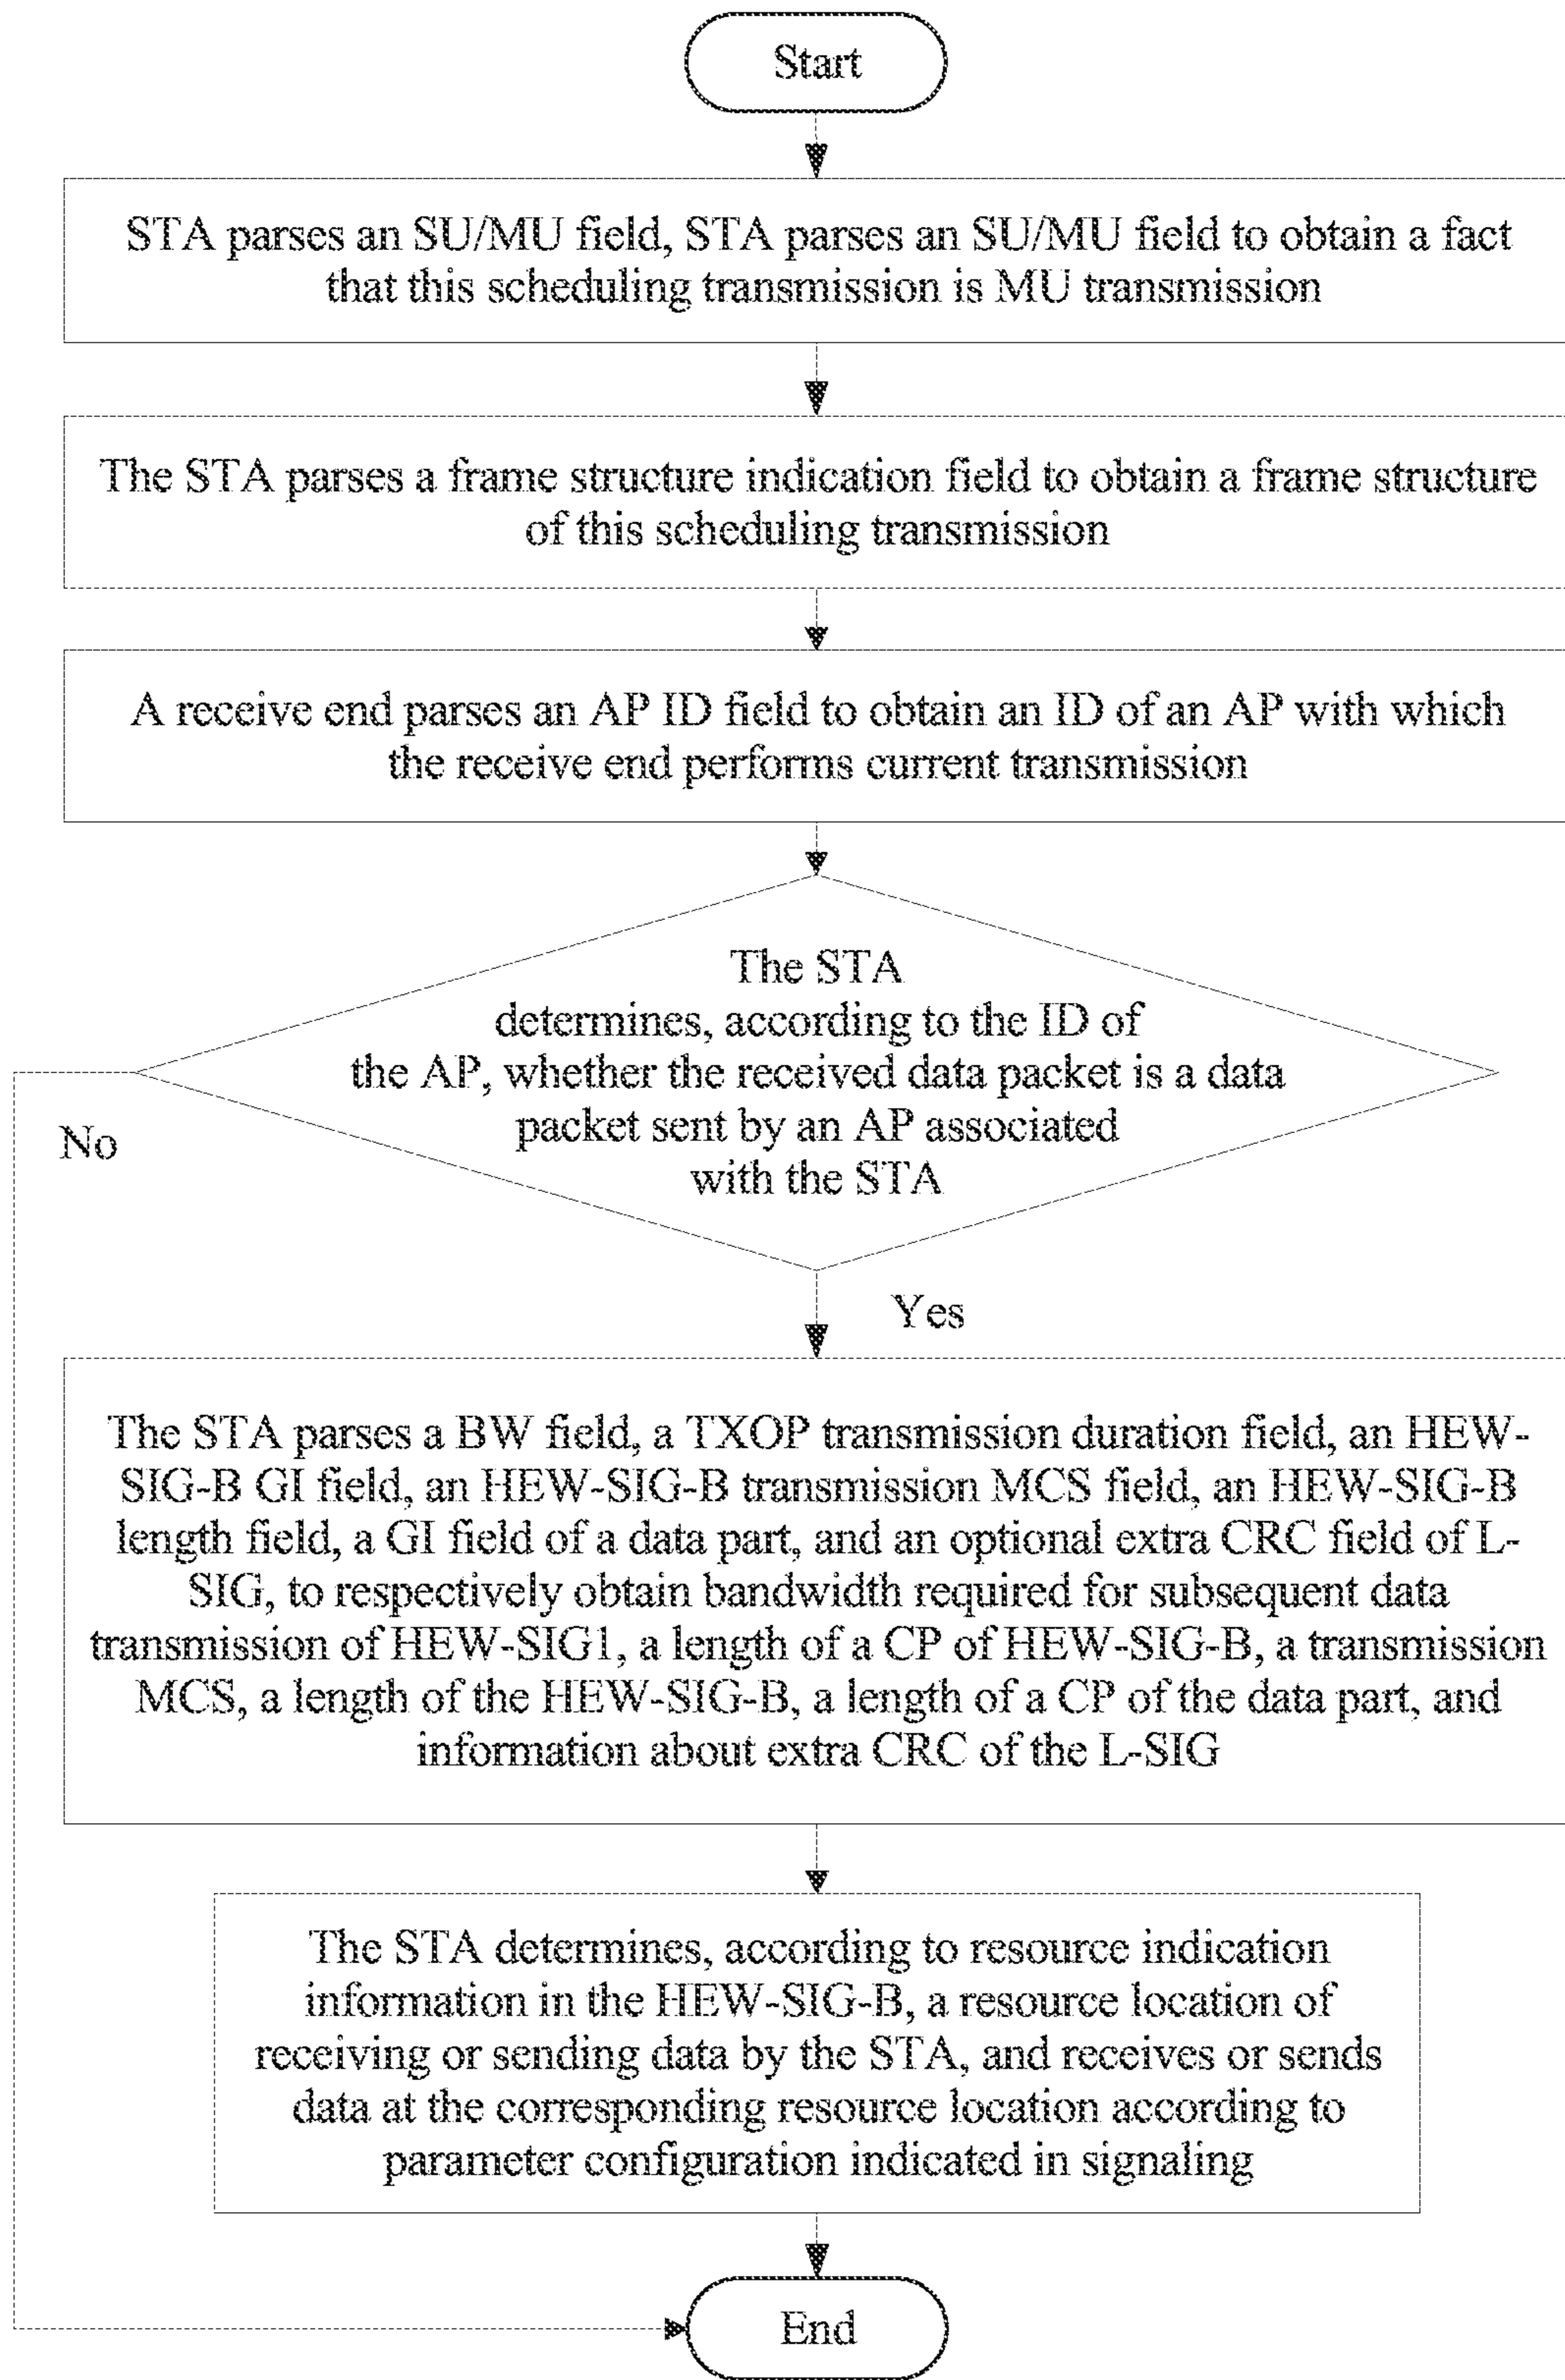 Start
STA parses an SU/MU field, STA parses an SU/MU field to obtain a fact
that this scheduling transmission is MU transmission
The STA parses a frame structure indication field to obtain a frame structure
of this scheduling transmission
A receive end parses an AP ID field to obtain an ID of an AP with which
the receive end performs current transmission
The STA
determines, according to the ID of
the AP, whether the received data packet is a data
packet sent by an AP associated
with the STA
No
Yes
The STA parses a BW field, a TXOP transmission duration field, an HEW-
SIG-B GI field, an HEW-SIG-B transmission MCS field, an HEW-SIG-B
length field, a GI field of a data part, and an optional extra CRC field of L-
SIG, to respectively obtain bandwidth required for subsequent data
transmission of HEW-SIG1, a length of a CP of HEW-SIG-B, a transmission
MCS, a length of the HEW-SIG-B, a length of a CP of the data part, and
information about extra CRC of the L-SIG
The STA determines, according to resource indication
information in the HEW-SIG-B, a resource location of
receiving or sending data by the STA, and receives or sends
data at the corresponding resource location according to
parameter configuration indicated in signaling
End